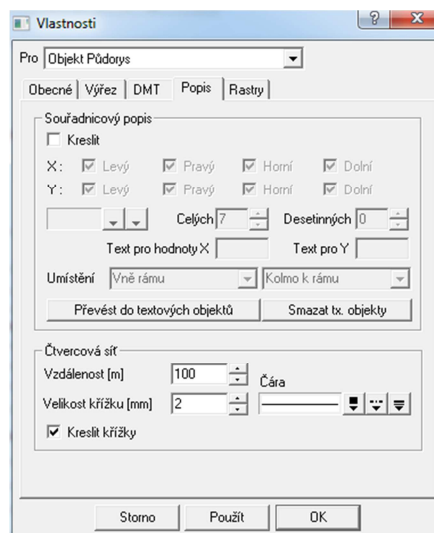 Vlastnosti
Pro Objekt Půdorys
Obecné Výřez DMT Popis Rastry
Souřadnicový popis
Kreslit
X: Levý Pravý Horní Dolní
Y: Levý Pravý Horní Dolní
Celých 7 Desetinných 0
Text pro hodnoty X Text pro Y
Umístění Vně rámu Kolmo k rámu
Převést do textových objektů Smazat tx. objekty
Čtvercová síť
Vzdálenost [m] 100
Čára
Velikost křížku [mm] 2
Kreslit křížky
Storno Použít OK